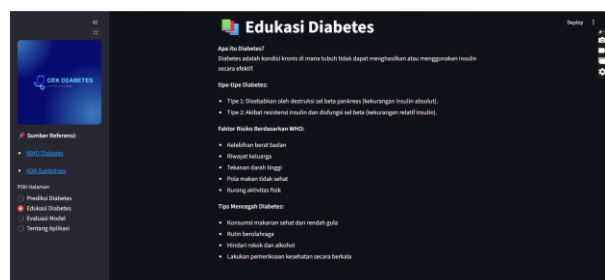 CEK DIABETES
📌 Sumber Referensi:
• WHO Diabetes
• ADA Guidelines
Pilih Halaman
Prediksi Diabetes
Edukasi Diabetes
Evaluasi Model
Tentang Aplikasi
Deploy
📚 Edukasi Diabetes
Apa itu Diabetes?
Diabetes adalah kondisi kronis di mana tubuh tidak dapat menghasilkan atau menggunakan insulin
secara efektif.
tipe-tipe Diabetes:
• Tipe 1: Disebabkan oleh destruksi sel beta pankreas (kekurangan insulin absolut).
• Tipe 2: Akibat resistensi insulin dan disfungsi sel beta (kekurangan relatif insulin).
Faktor Risiko Berdasarkan WHO:
• Kelebihan berat badan
• Riwayat keluarga
• Tekanan darah tinggi
• Pola makan tidak sehat
• Kurang aktivitas fisik
Tips Mencegah Diabetes:
• Konsumsi makanan sehat dan rendah gula
• Rutin berolahraga
• Hindari rokok dan alkohol
• Lakukan pemeriksaan kesehatan secara berkala